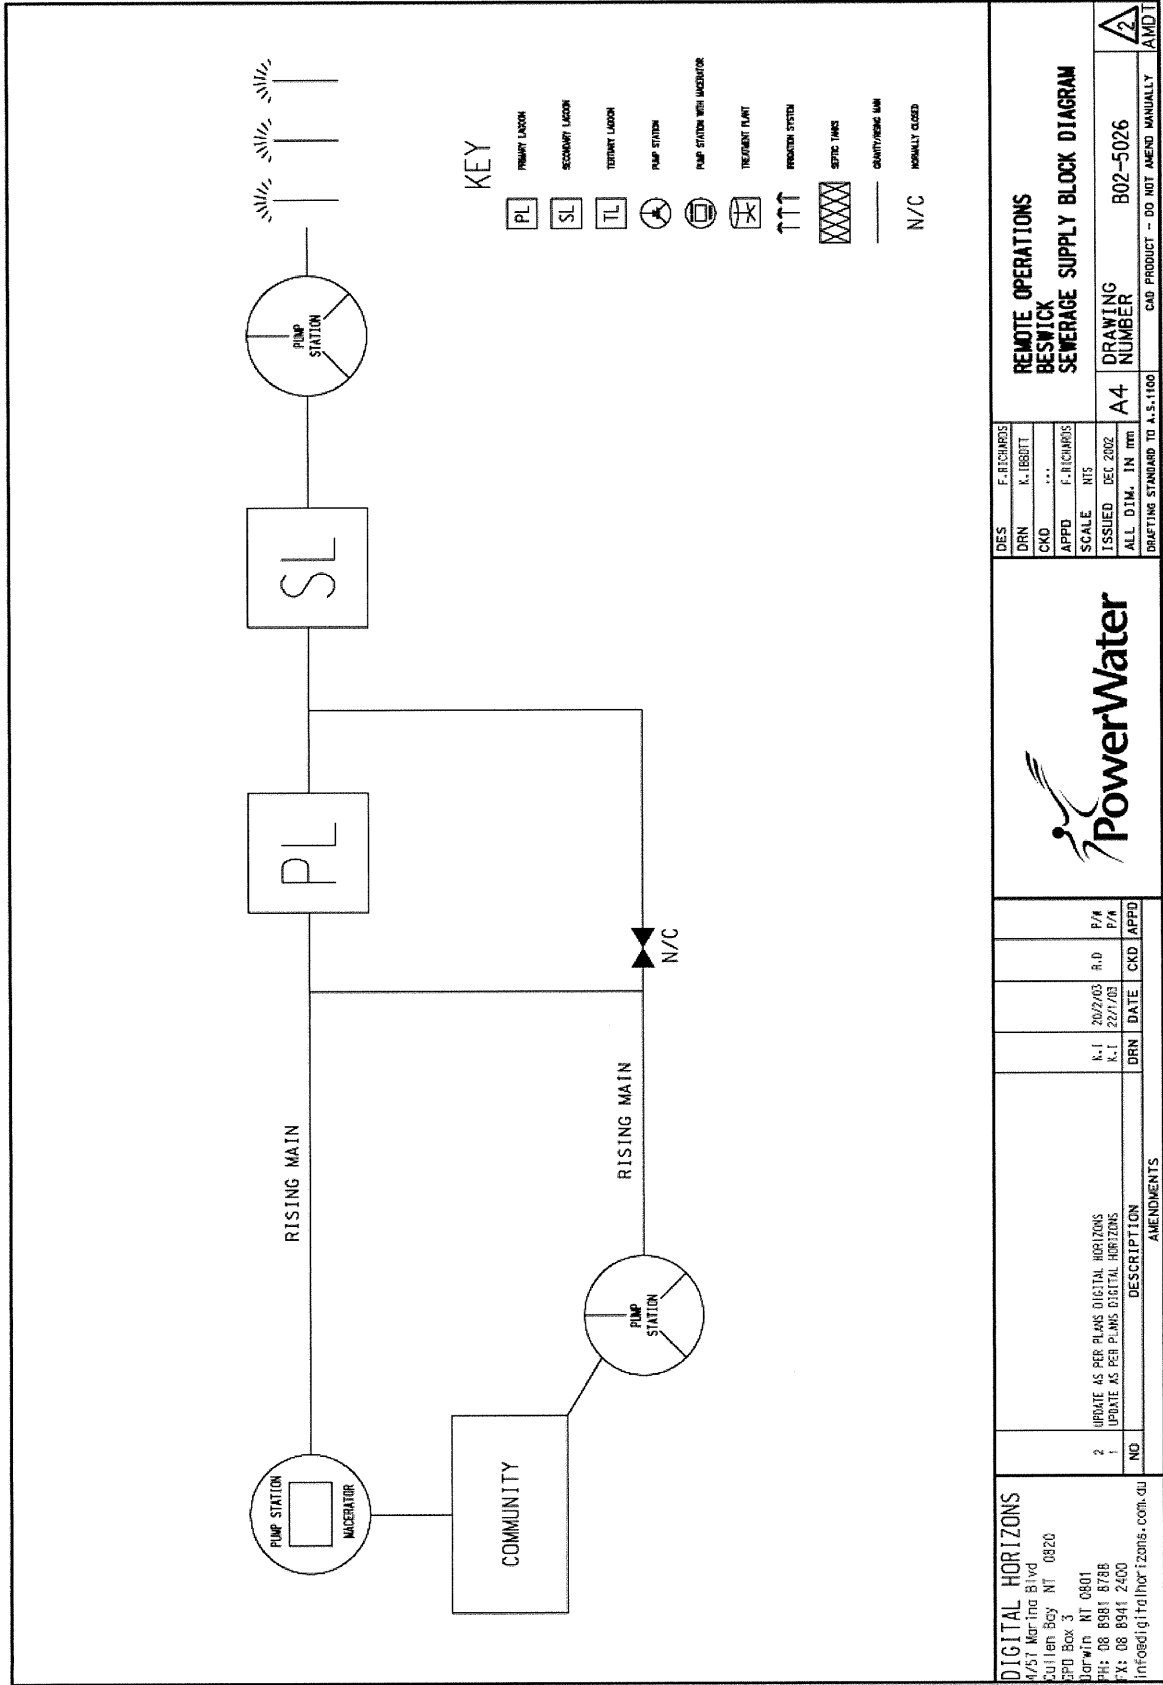 PUMP STATION
MACERATOR
COMMUNITY
RISING MAIN
PUMP
STATION
RISING MAIN
N/C
PL
SL
PUMP
STATION
KEY
PL PRIMARY LAGOON
SL SECONDARY LAGOON
TL TERTIARY LAGOON
PUMP STATION
PUMP STATION WITH MACERATOR
TREATMENT PLANT
IRRIGATION SYSTEM
SEPTIC TANKS
GRAVITY/RISING MAIN
N/C NORMALLY CLOSED
DIGITAL HORIZONS
4/57 Marina Blvd
Cullen Bay NT 0820
GPO Box 3
Darwin NT 0801
PH: 08 8981 8788
FX: 08 8941 2400
info@digitalhorizons.com.au
2 UPDATE AS PER PLANS DIGITAL HORIZONS K.I 20/2/03 R.D P/W
1 UPDATE AS PER PLANS DIGITAL HORIZONS K.I 22/1/03 P/W
NO DESCRIPTION DRN DATE CKD APPD
AMENDMENTS
PowerWater
DES F.RICHARDS
DRN K.IBBOTT
CKD ...
APPD F.RICHARDS
SCALE NTS
ISSUED DEC 2002
ALL DIM. IN mm
A4
DRAFTING STANDARD TO A.S.1100
REMOTE OPERATIONS
BESWICK
SEWERAGE SUPPLY BLOCK DIAGRAM
DRAWING
NUMBER
B02-5026
2
AMDT
CAD PRODUCT - DO NOT AMEND MANUALLY